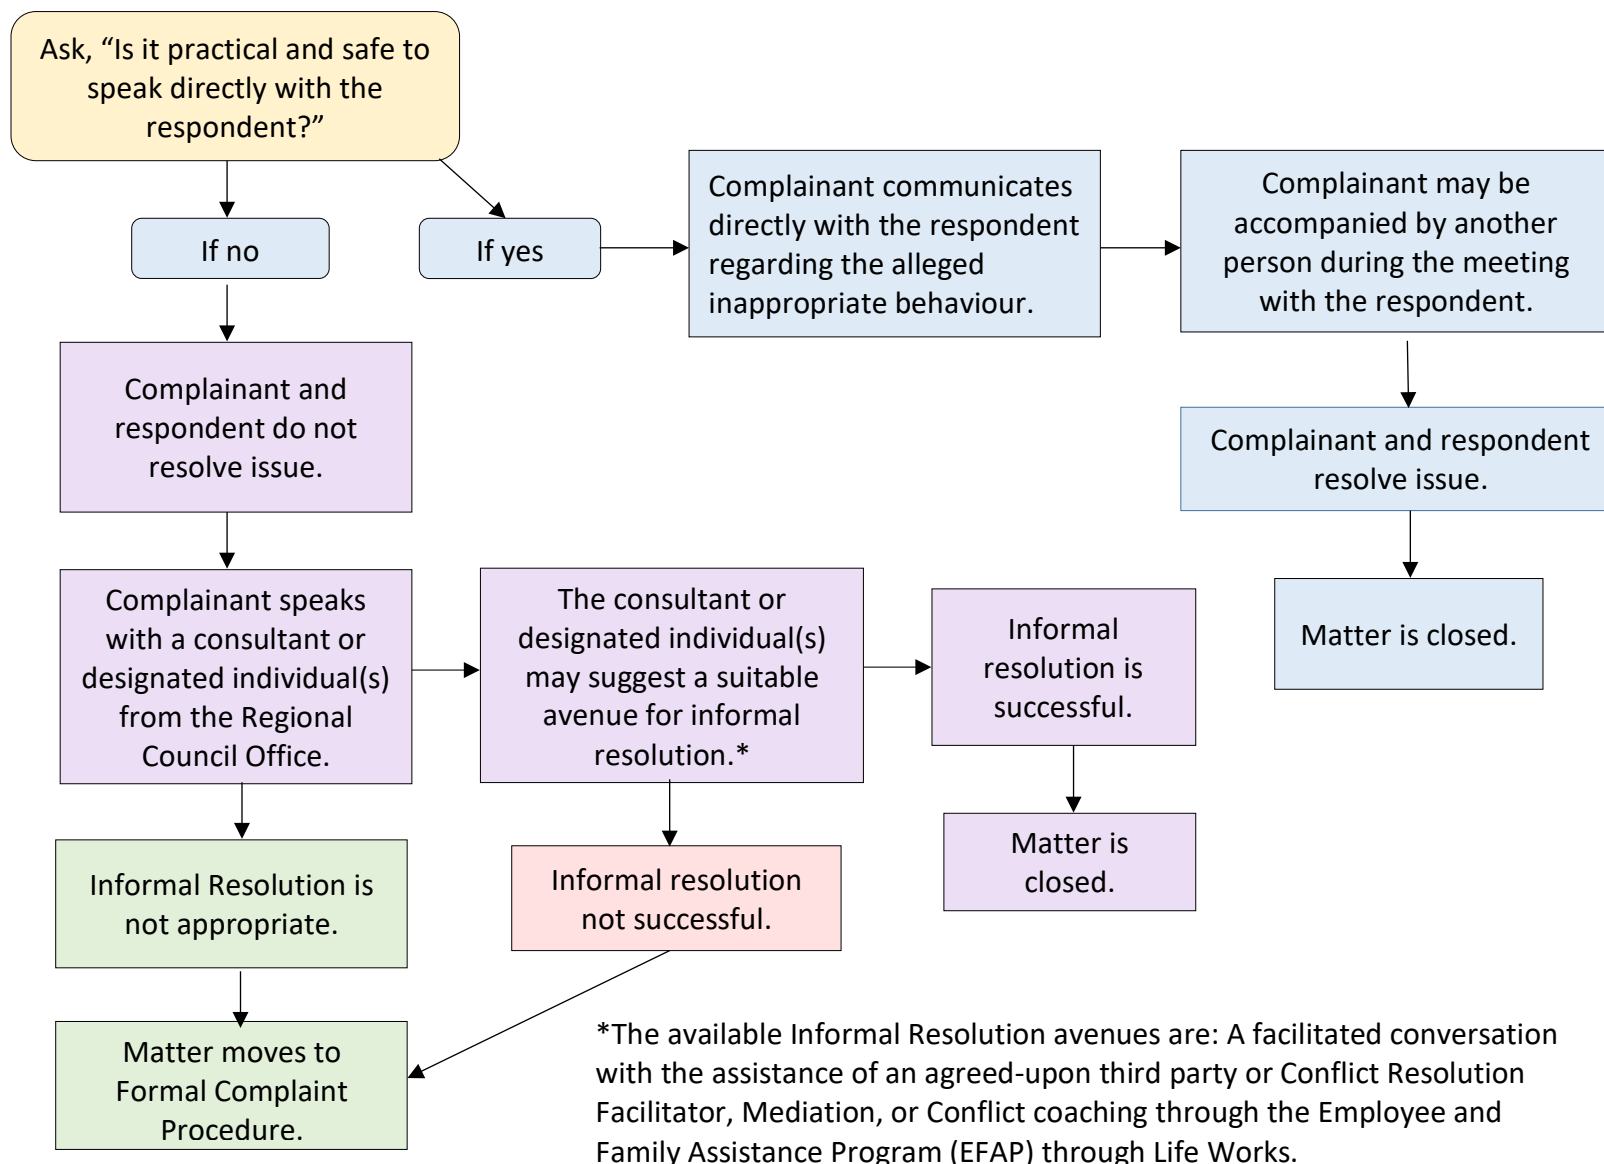 Ask, “Is it practical and safe to
speak directly with the
respondent?”
If no
If yes
Complainant communicates
directly with the respondent
regarding the alleged
inappropriate behaviour.
Complainant may be
accompanied by another
person during the meeting
with the respondent.
Complainant and respondent
resolve issue.
Matter is closed.
Complainant and
respondent do not
resolve issue.
Complainant speaks
with a consultant or
designated individual(s)
from the Regional
Council Office.
The consultant or
designated individual(s)
may suggest a suitable
avenue for informal
resolution.*
Informal
resolution is
successful.
Matter is
closed.
Informal Resolution is
not appropriate.
Informal resolution
not successful.
Matter moves to
Formal Complaint
Procedure.
*The available Informal Resolution avenues are: A facilitated conversation
with the assistance of an agreed-upon third party or Conflict Resolution
Facilitator, Mediation, or Conflict coaching through the Employee and
Family Assistance Program (EFAP) through Life Works.